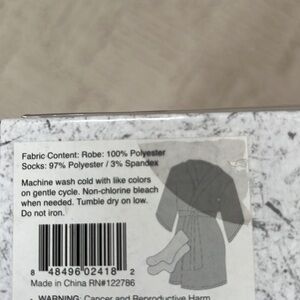 Fabric Content: Robe: 100% Polyester
Socks: 97% Polyester / 3% Spandex
Machine wash cold with like colors
on gentle cycle. Non-chlorine bleach
when needed. Tumble dry on low.
Do not iron.
8 48496 02418 2
Made in China RN#122786
WARNING: Cancer and Reproductive Harm